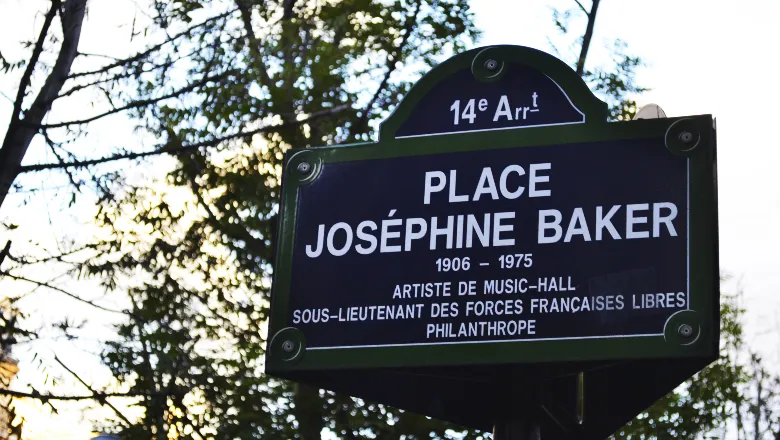 14e Arrt
PLACE
JOSÉPHINE BAKER
1906 – 1975
ARTISTE DE MUSIC–HALL
SOUS–LIEUTENANT DES FORCES FRANÇAISES LIBRES
PHILANTHROPE